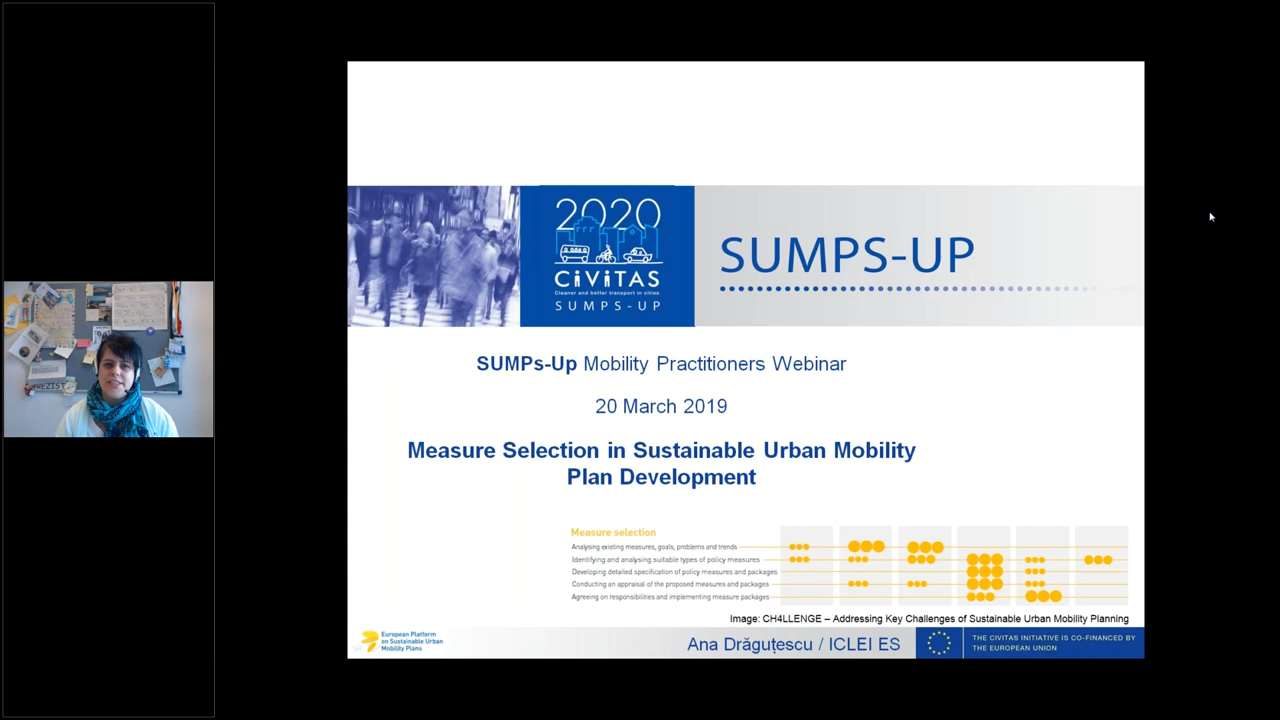 REZIST
2020
CiViTAS
Cleaner and better transport in cities
SUMPS-UP
SUMPS-UP
SUMPs-Up Mobility Practitioners Webinar
20 March 2019
Measure Selection in Sustainable Urban Mobility
Plan Development
Measure selection
Analysing existing measures, goals, problems and trends
Identifying and analysing suitable types of policy measures
Developing detailed specification of policy measures and packages
Conducting an appraisal of the proposed measures and packages
Agreeing on responsibilities and implementing measure packages
Image: CH4LLENGE – Addressing Key Challenges of Sustainable Urban Mobility Planning
European Platform
on Sustainable Urban
Mobility Plans
Ana Drăguțescu / ICLEI ES
THE CIVITAS INITIATIVE IS CO-FINANCED BY
THE EUROPEAN UNION